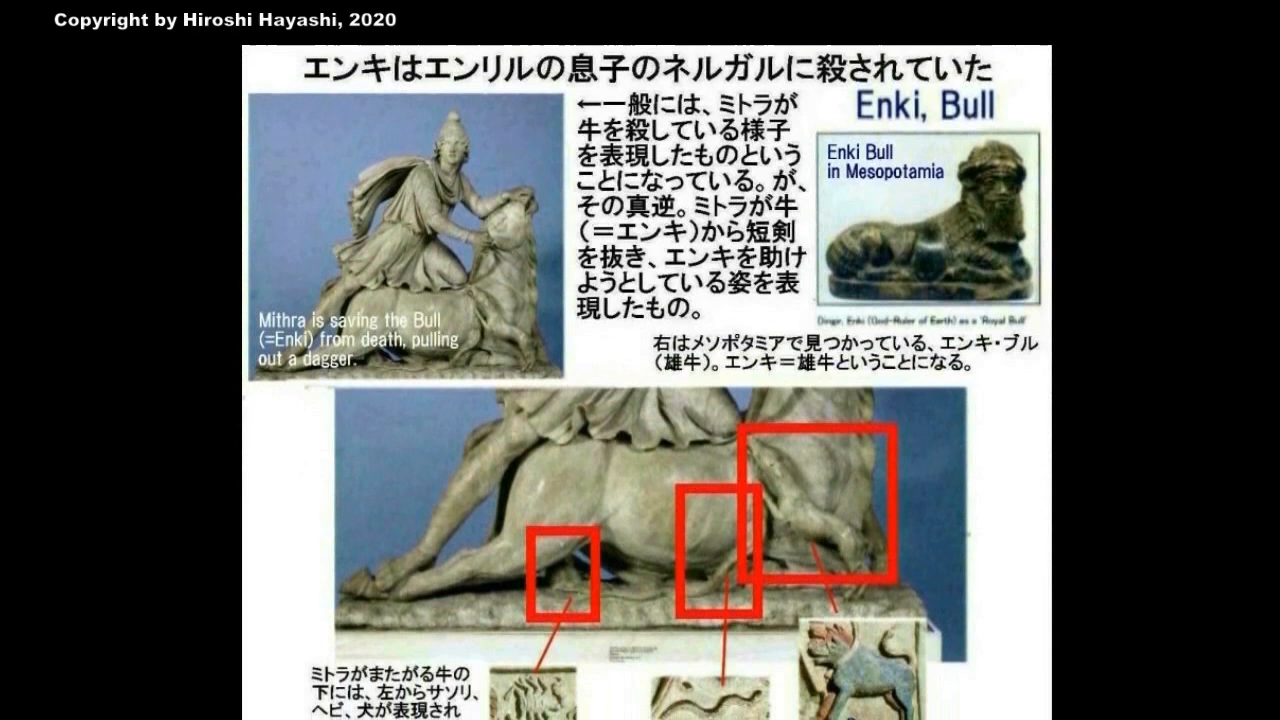 Copyright by Hiroshi Hayashi, 2020
エンキはエンリルの息子のネルガルに殺されていた
←一般には、ミトラが
牛を殺している様子
を表現したものという
ことになっている。が、
その真逆。ミトラが牛
(=エンキ)から短剣
を抜き、エンキを助け
ようとしている姿を表
現したもの。
Enki, Bull
Enki Bull
in Mesopotamia
Enki (God-Ruler of Earth) as a 'Royal Bull'
Mithra is saving the Bull
(=Enki) from death, pulling
out a dagger.
右はメソポタミアで見つかっている、エンキ・ブル
(雄牛)。エンキ=雄牛ということになる。
ミトラがまたがる牛の
下には、左からサソリ、
ヘビ、犬が表現され